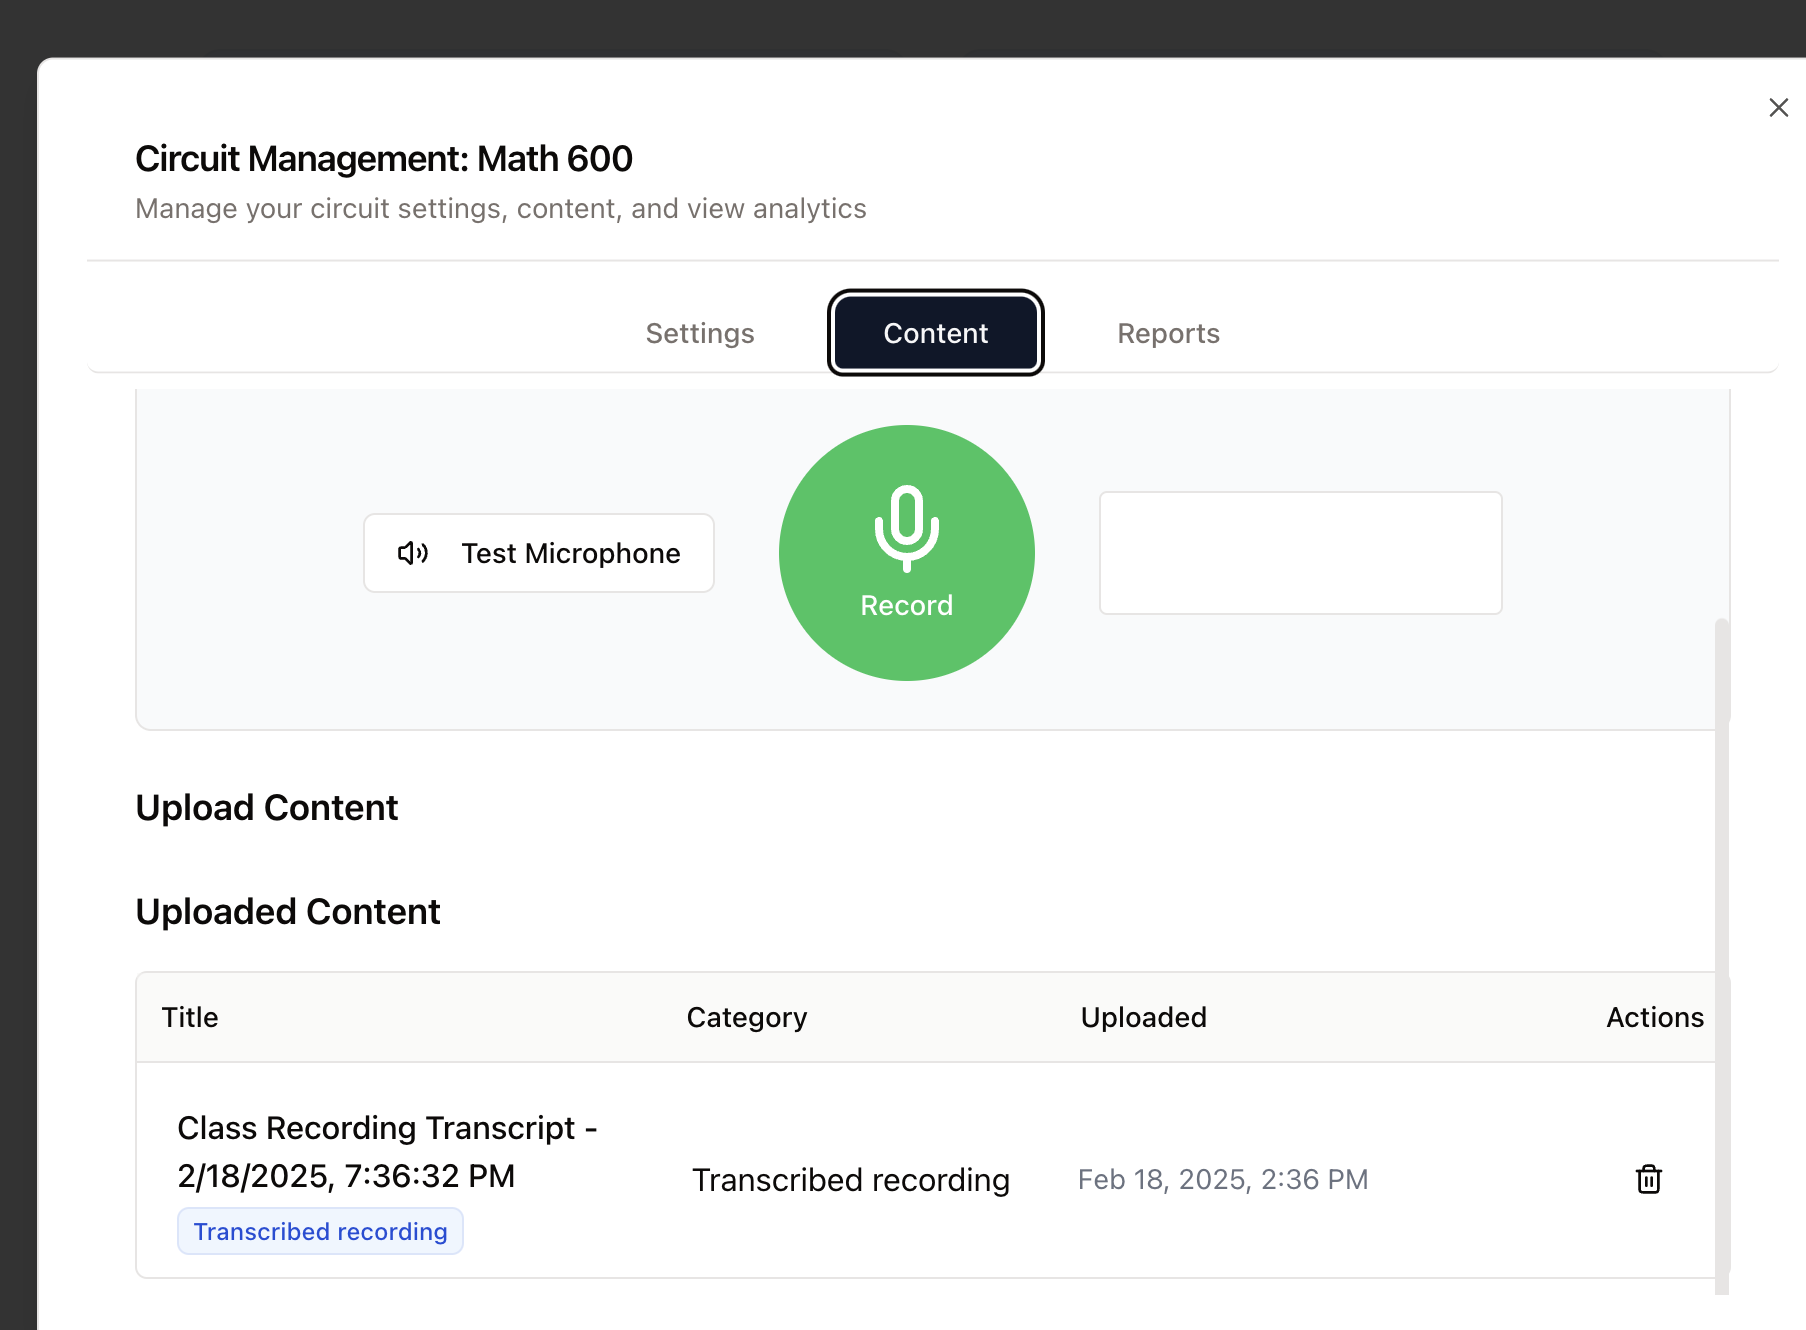 Circuit Management: Math 600
Manage your circuit settings, content, and view analytics
Settings Content Reports
Test Microphone
Record
Upload Content
Uploaded Content
Title Category Uploaded Actions
Class Recording Transcript -
2/18/2025, 7:36:32 PM
Transcribed recording
Transcribed recording
Feb 18, 2025, 2:36 PM